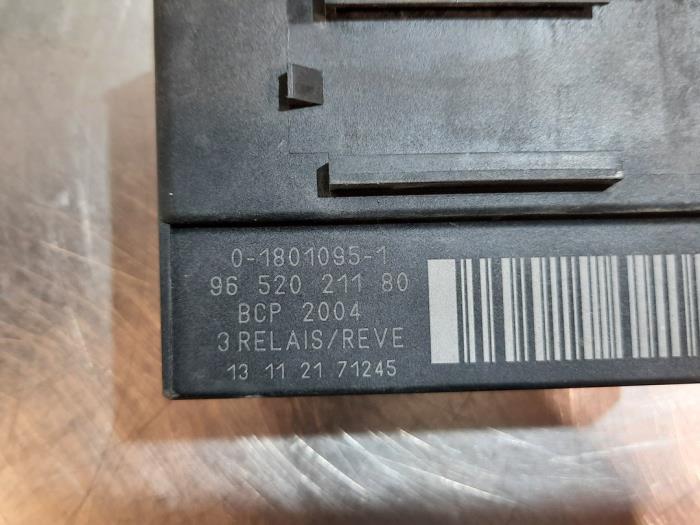 0-1801095-1
96 520 211 80
BCP 2004
3 RELAIS/REVE
13 11 21 71245